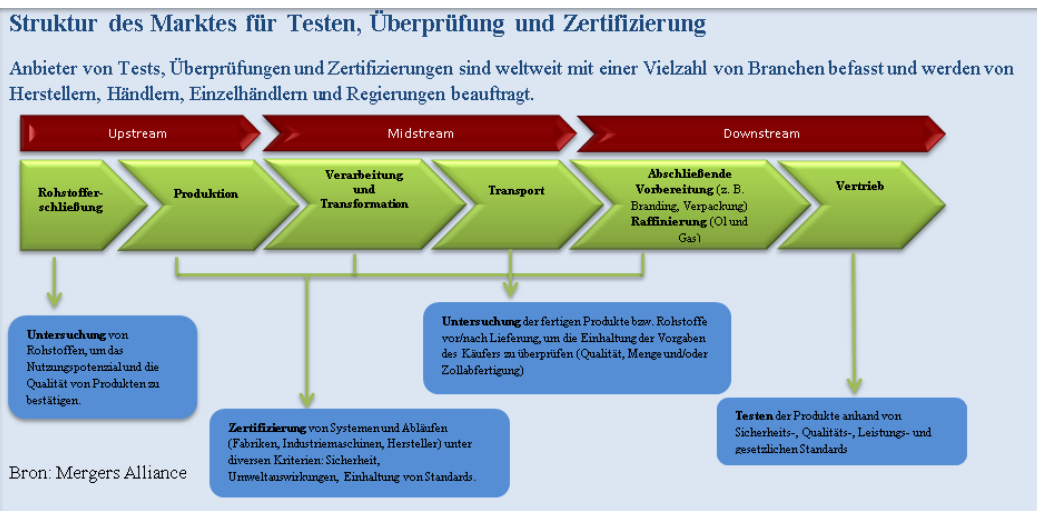 Struktur des Marktes für Testen, Überprüfung und Zertifizierung
Anbieter von Tests, Überprüfungen und Zertifizierungen sind weltweit mit einer Vielzahl von Branchen befasst und werden von
Herstellern, Händlern, Einzelhändlern und Regierungen beauftragt.
Upstream
Midstream
Downstream
Rohstoffer-
schließung
Produktion
Verarbeitung
und
Transformation
Transport
Abschließende
Vorbereitung (z. B.
Branding, Verpackung)
Raffinierung (Öl und
Gas)
Vertrieb
Untersuchung von
Rohstoffen, um das
Nutzungspotenzial und die
Qualität von Produkten zu
bestätigen.
Zertifizierung von Systemen und Abläufen
(Fabriken, Industriemaschinen, Hersteller) unter
diversen Kriterien: Sicherheit,
Umweltauswirkungen, Einhaltung von Standards.
Untersuchung der fertigen Produkte bzw. Rohstoffe
vor/nach Lieferung, um die Einhaltung der Vorgaben
des Käufers zu überprüfen (Qualität, Menge und/oder
Zollabfertigung)
Testen der Produkte anhand von
Sicherheits-, Qualitäts-, Leistungs- und
gesetzlichen Standards
Bron: Mergers Alliance